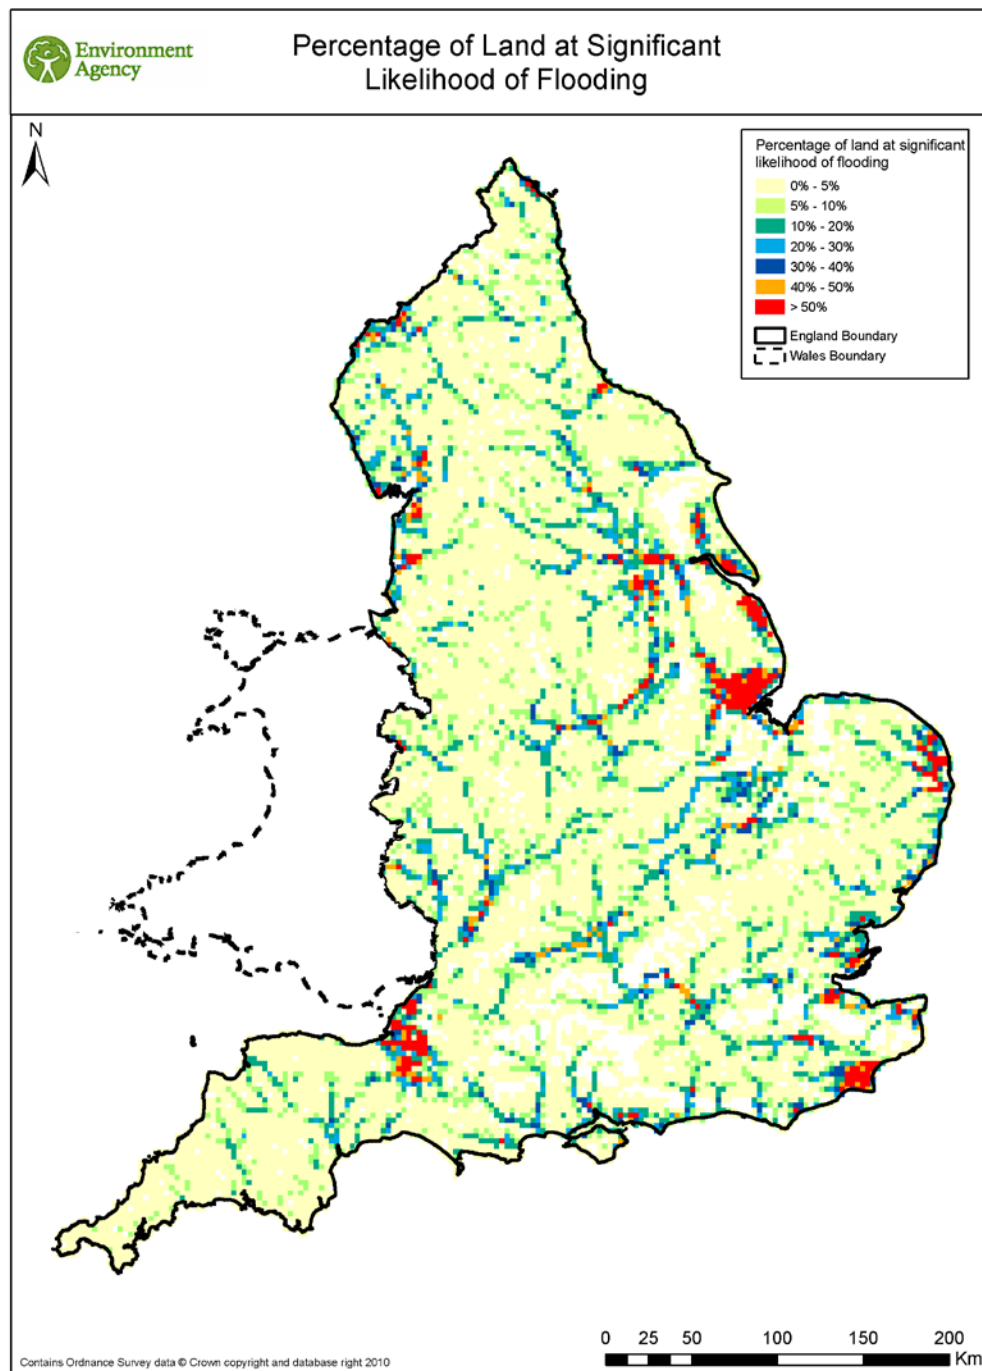 Environment
Agency
Percentage of Land at Significant
Likelihood of Flooding
N
Percentage of land at significant
likelihood of flooding
0% - 5%
5% - 10%
10% - 20%
20% - 30%
30% - 40%
40% - 50%
> 50%
England Boundary
Wales Boundary
0 25 50 100 150 200
Km
Contains Ordnance Survey data © Crown copyright and database right 2010